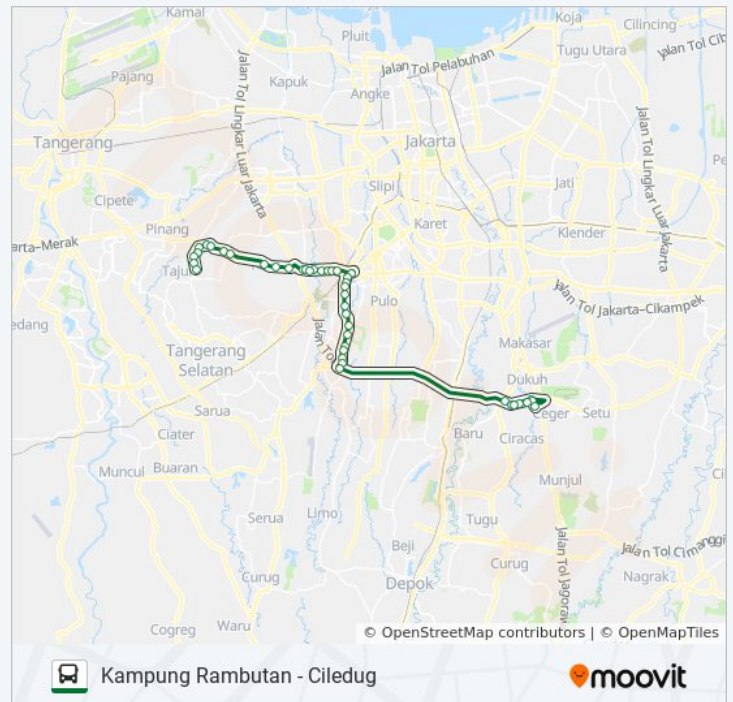 Kamal
Pluit
Koja
Cilincing
Tugu Utara
Jalan Tol Cib
Jalan Tol Pelabuhan
Pajang
Kapuk
Angke
Jalan Tol Lingkar Luar Jakarta
Jalan Tol Lingkar Luar Jakarta
Tangerang
Jakarta
Pe
Slipi
Jati
Cipete
Karet
Klender
Pinang
arta–Merak
Taju
Jalan Tol Jakarta–Cikampek
Pulo
edang
Makasar
Jalan Tol
Tangerang
Selatan
Dukuh
Ceger
Setu
Sarua
Baru
Ciracas
Ciater
Muncul
Buaran
Munjul
Ci
Serua
Limo
Tugu
Jalan Tol Jagoraw
Beji
Jalan Tol Cimanggi
Curug
Curug
Depok
Nagrak
Cogreg
Waru
© OpenStreetMap contributors | © OpenMapTiles
Kampung Rambutan - Ciledug
moovit